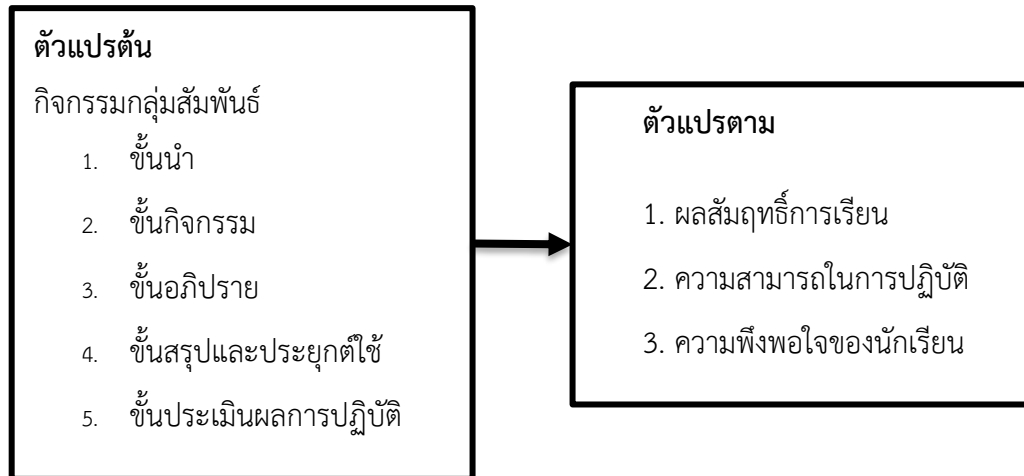 ตัวแปรต้น
กิจกรรมกลุ่มสัมพันธ์
1. ขั้นนำ
2. ขั้นกิจกรรม
3. ขั้นอภิปราย
4. ขั้นสรุปและประยุกต์ใช้
5. ขั้นประเมินผลการปฏิบัติ
ตัวแปรตาม
1. ผลสัมฤทธิ์การเรียน
2. ความสามารถในการปฏิบัติ
3. ความพึงพอใจของนักเรียน